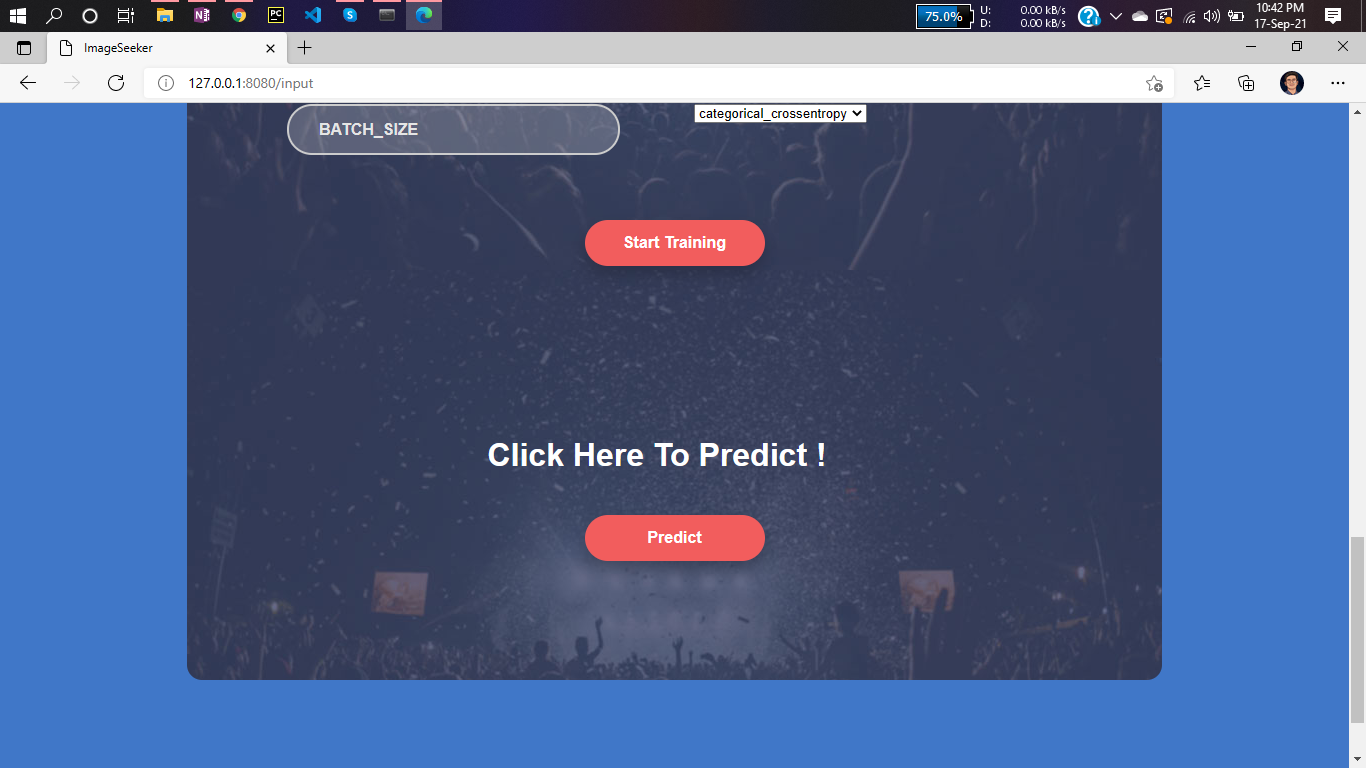 75.0%
U: 0.00 kB/s
D: 0.00 kB/s
10:42 PM
17-Sep-21
ImageSeeker
127.0.0.1:8080/input
BATCH_SIZE
categorical_crossentropy
Start Training
Click Here To Predict !
Predict